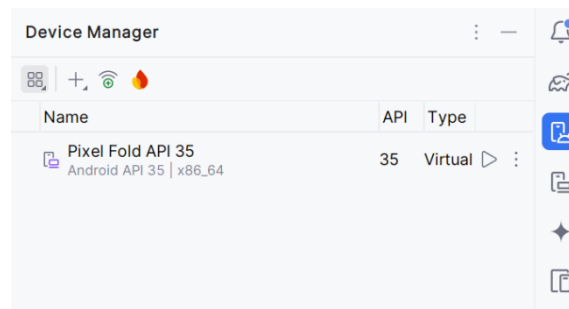 Device Manager
Name API Type
Pixel Fold API 35 35 Virtual
Android API 35 | x86_64